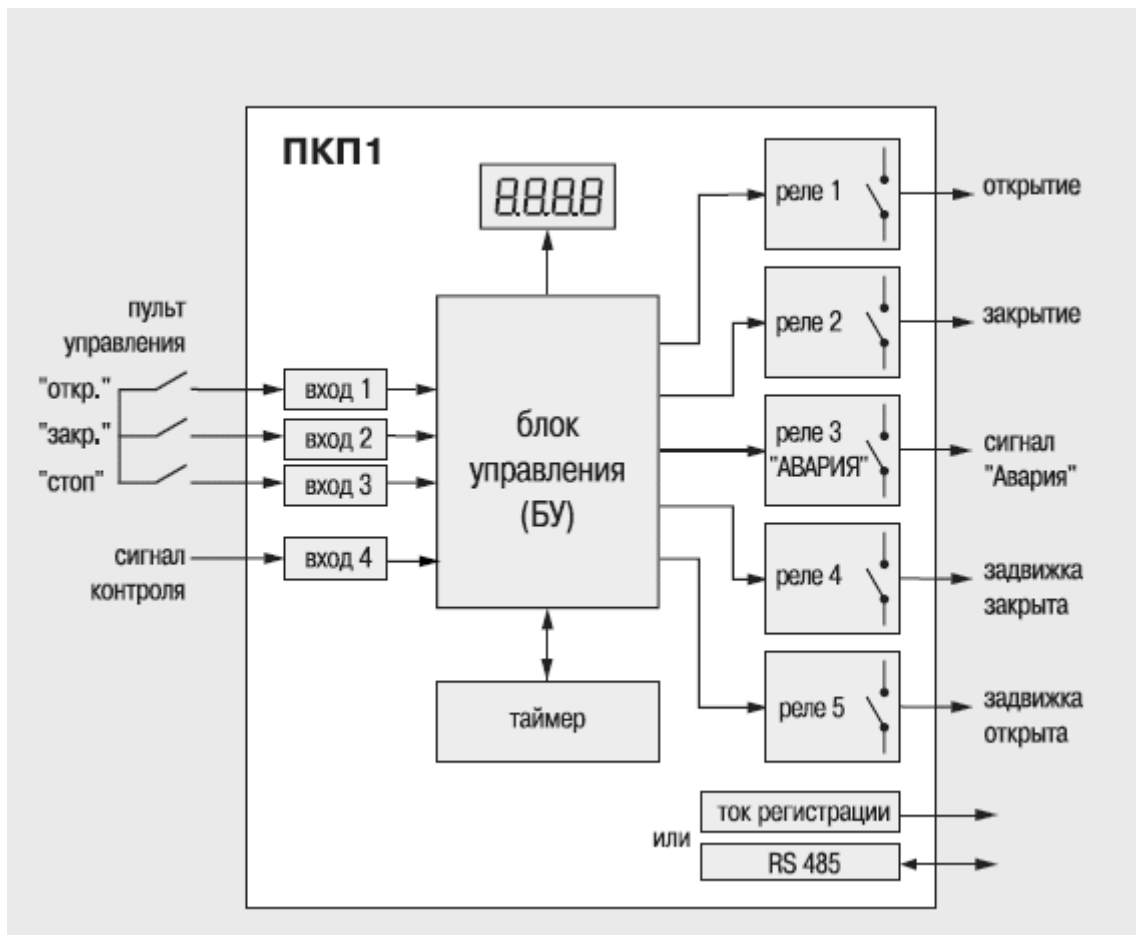 ПКП1
8.8.8.8
пульт
управления
"откр."
"закр."
"стоп"
сигнал
контроля
вход 1
вход 2
вход 3
вход 4
блок
управления
(БУ)
таймер
реле 1
открытие
реле 2
закрытие
реле 3
"АВАРИЯ"
сигнал
"Авария"
реле 4
задвижка
закрыта
реле 5
задвижка
открыта
или
ток регистрации
RS 485